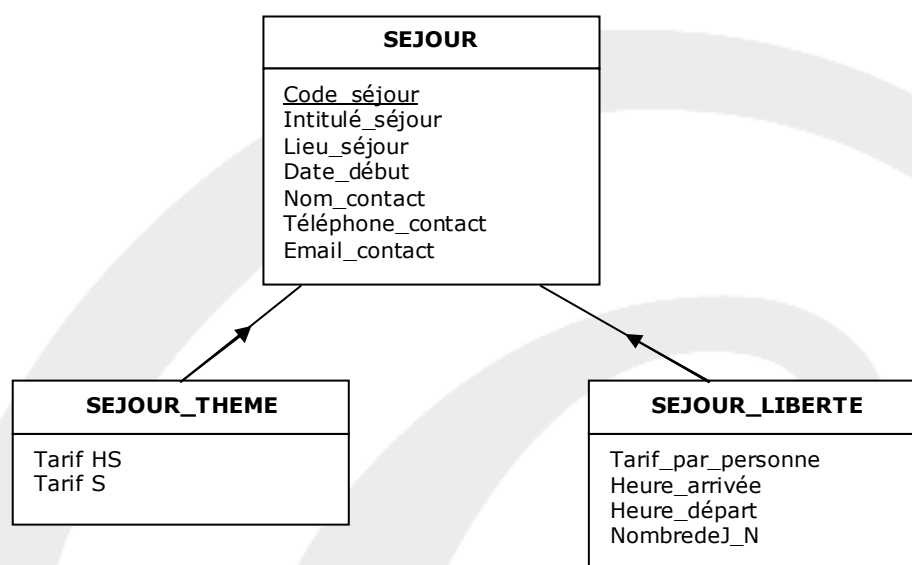 SEJOUR
Code_séjour
Intitulé_séjour
Lieu_séjour
Date_début
Nom_contact
Téléphone_contact
Email_contact
SEJOUR_THEME
Tarif HS
Tarif S
SEJOUR_LIBERTE
Tarif_par_personne
Heure_arrivée
Heure_départ
NombredeJ_N